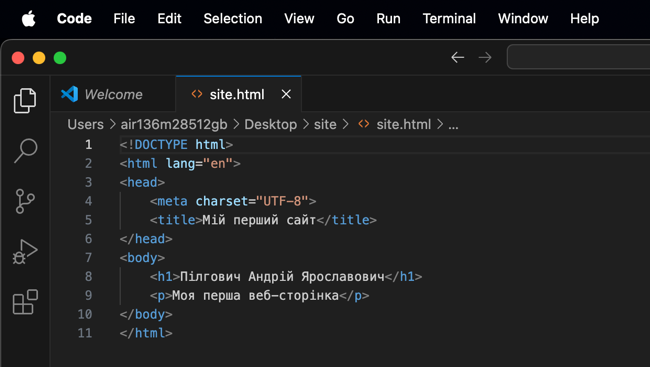 Code File Edit Selection View Go Run Terminal Window Help
Welcome site.html
Users > air136m28512gb > Desktop > site > <> site.html > ...
1 <!DOCTYPE html>
2 <html lang="en">
3 <head>
4 <meta charset="UTF-8">
5 <title>Мій перший сайт</title>
6 </head>
7 <body>
8 <h1>Пілгович Андрій Ярославович</h1>
9 <p>Моя перша веб-сторінка</p>
10 </body>
11 </html>